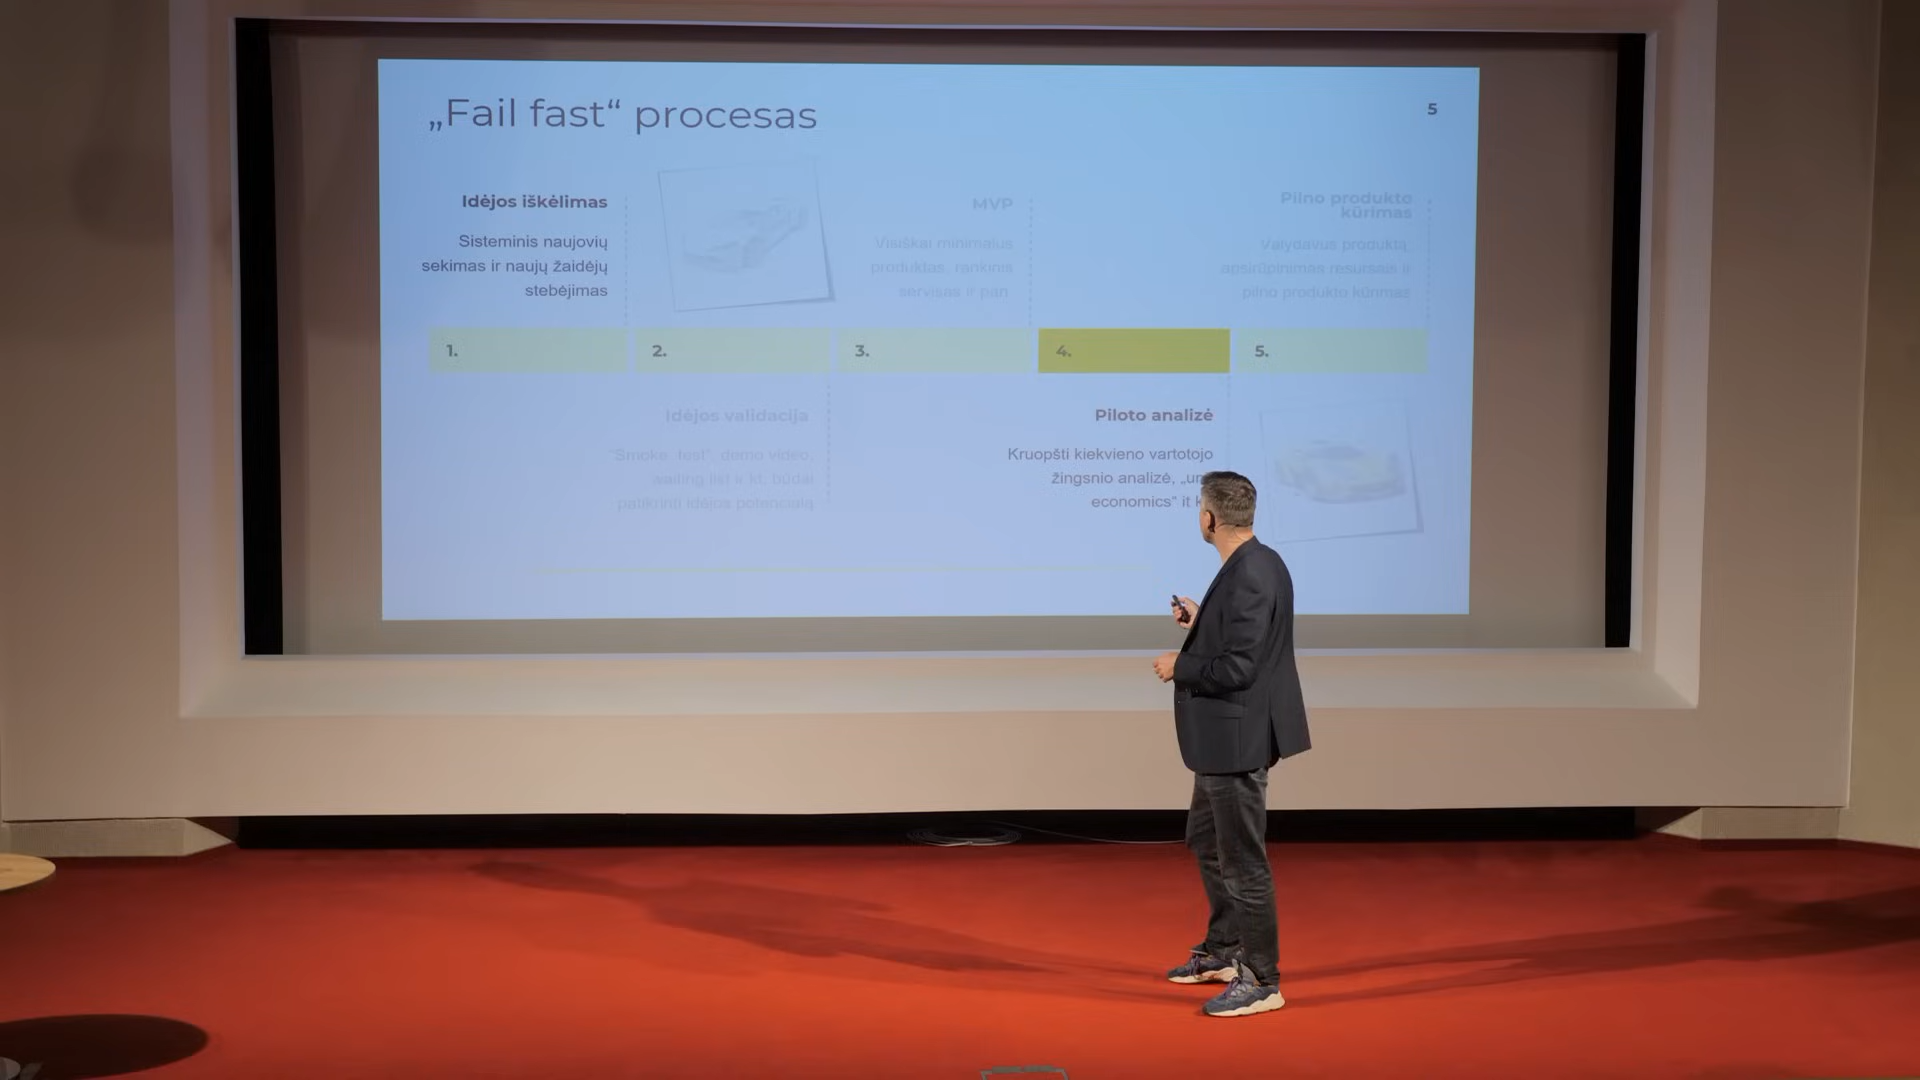 „Fail fast“ procesas
5
Idėjos iškėlimas
Sisteminis naujovių
sekimas ir naujų žaidėjų
stebėjimas
MVP
Visiškai minimalus
produktas, rankinis
servisas ir pan.
Pilno produkto
kūrimas
Valydavus produktą,
apsirūpinimas resursais ir
pilno produkto kūrimas
1.
2.
3.
4.
5.
Idėjos validacija
"Smoke test", demo video,
waiting list ir kt. būdai
patikrinti idėjos potencialą
Piloto analizė
Kruopšti kiekvieno vartotojo
žingsnio analizė,
economics“ it